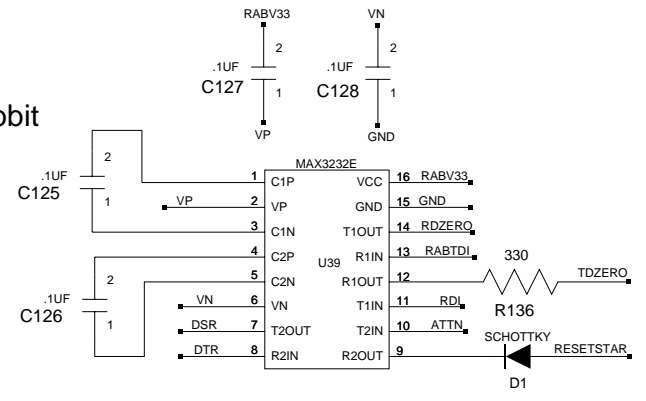 RABV33 VN
2 2
.1UF .1UF
C127 C128
1 1
VP GND
obit
MAX3232E
2
.1UF
C125
1
1 C1P VCC 16 RABV33
VP 2 VP GND 15 GND
3 C1N T1OUT 14 RDZERO
4 C2P R1IN 13 RABTDI
U39
330
5 C2N R1OUT 12 TDZERO
R136
2
.1UF
C126
1
VN 6 VN T1IN 11 RDI
DSR 7 T2OUT T2IN 10 ATTN
SCHOTTKY
DTR 8 R2IN R2OUT 9 RESETSTAR
D1